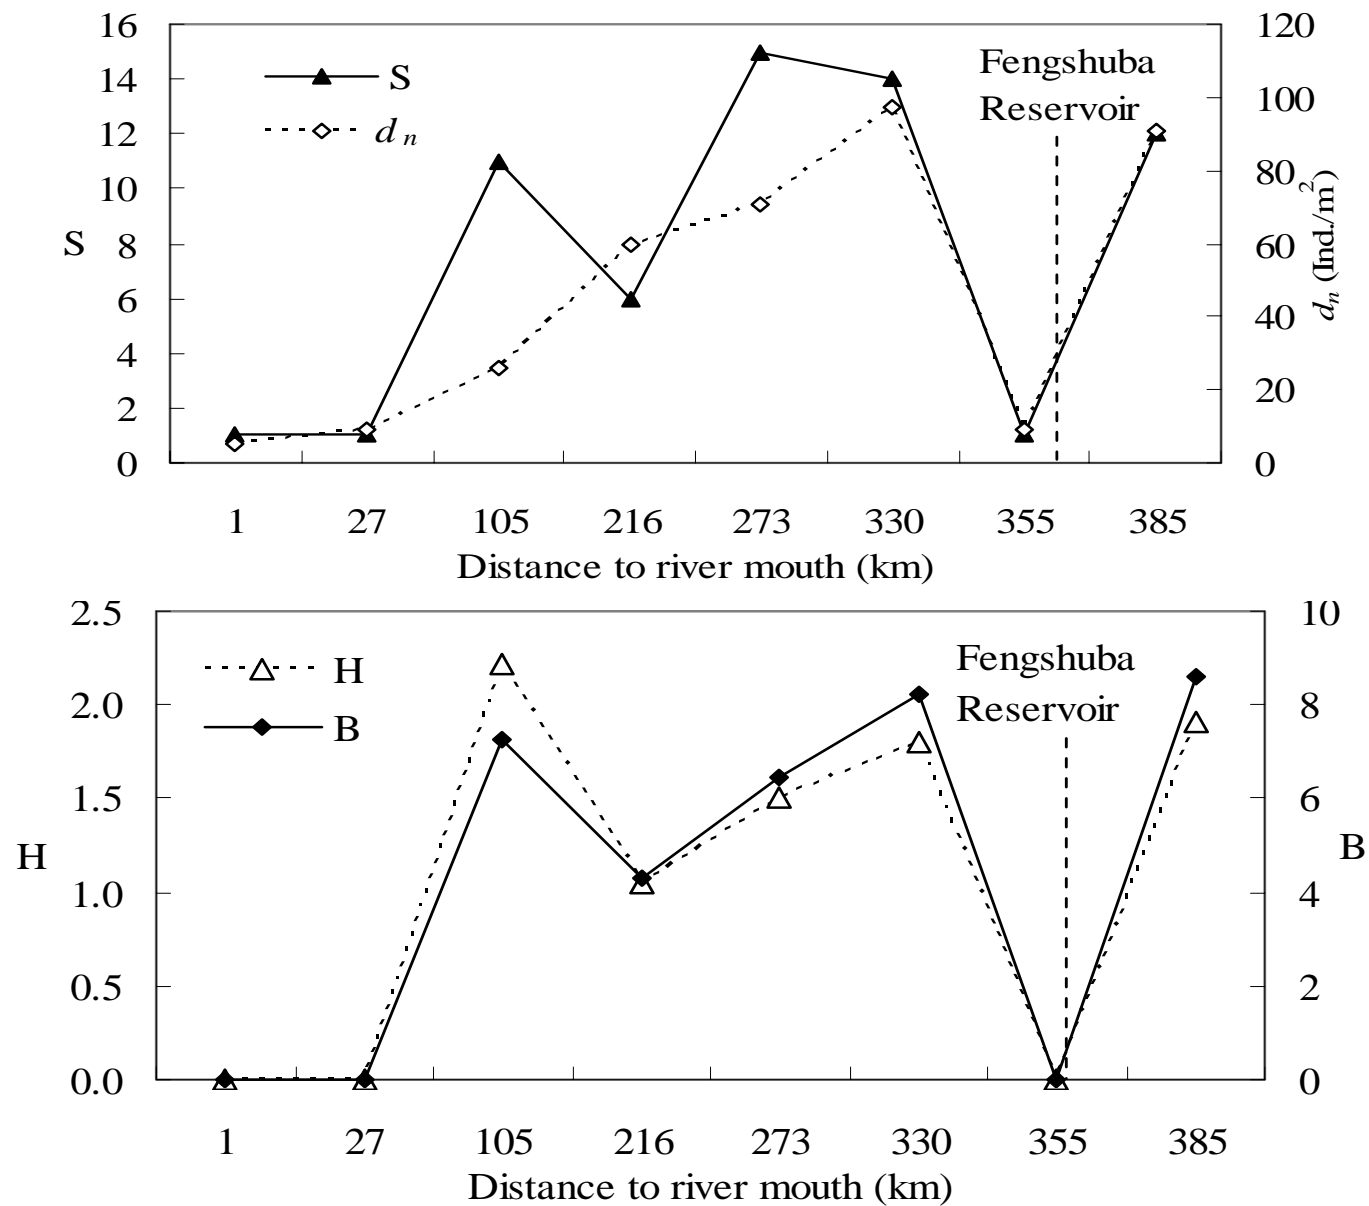 16
14
12
10
8
6
4
2
0
S
S
d n
Fengshuba
Reservoir
120
100
80
60
40
20
0
dn (Ind./m2)
1 27 105 216 273 330 355 385
Distance to river mouth (km)
2.5
2.0
1.5
1.0
0.5
0.0
H
H
B
Fengshuba
Reservoir
10
8
6
4
2
0
B
1 27 105 216 273 330 355 385
Distance to river mouth (km)